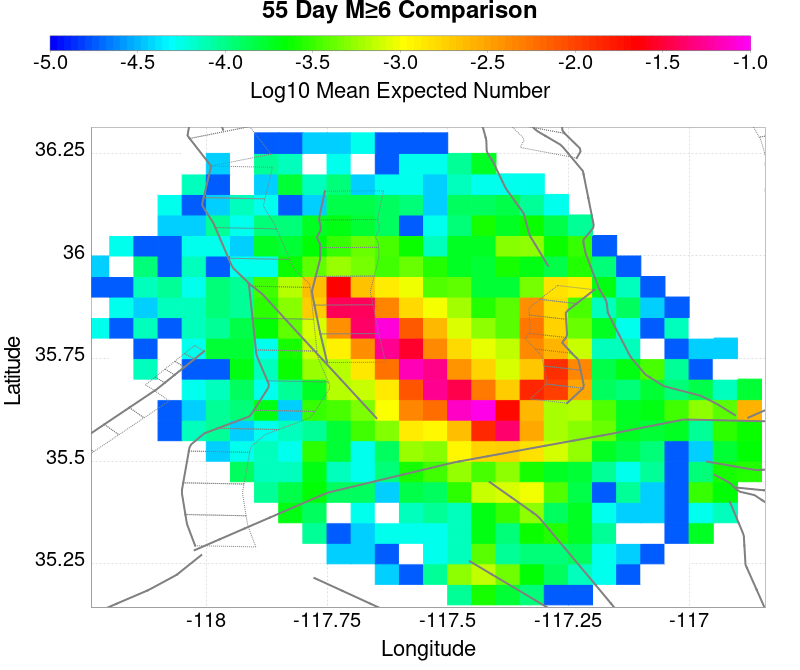 55 Day M≥6 Comparison
-5.0 -4.5 -4.0 -3.5 -3.0 -2.5 -2.0 -1.5 -1.0
Log10 Mean Expected Number
36.25
36
35.75
35.5
35.25
Latitude
-118 -117.75 -117.5 -117.25 -117
Longitude